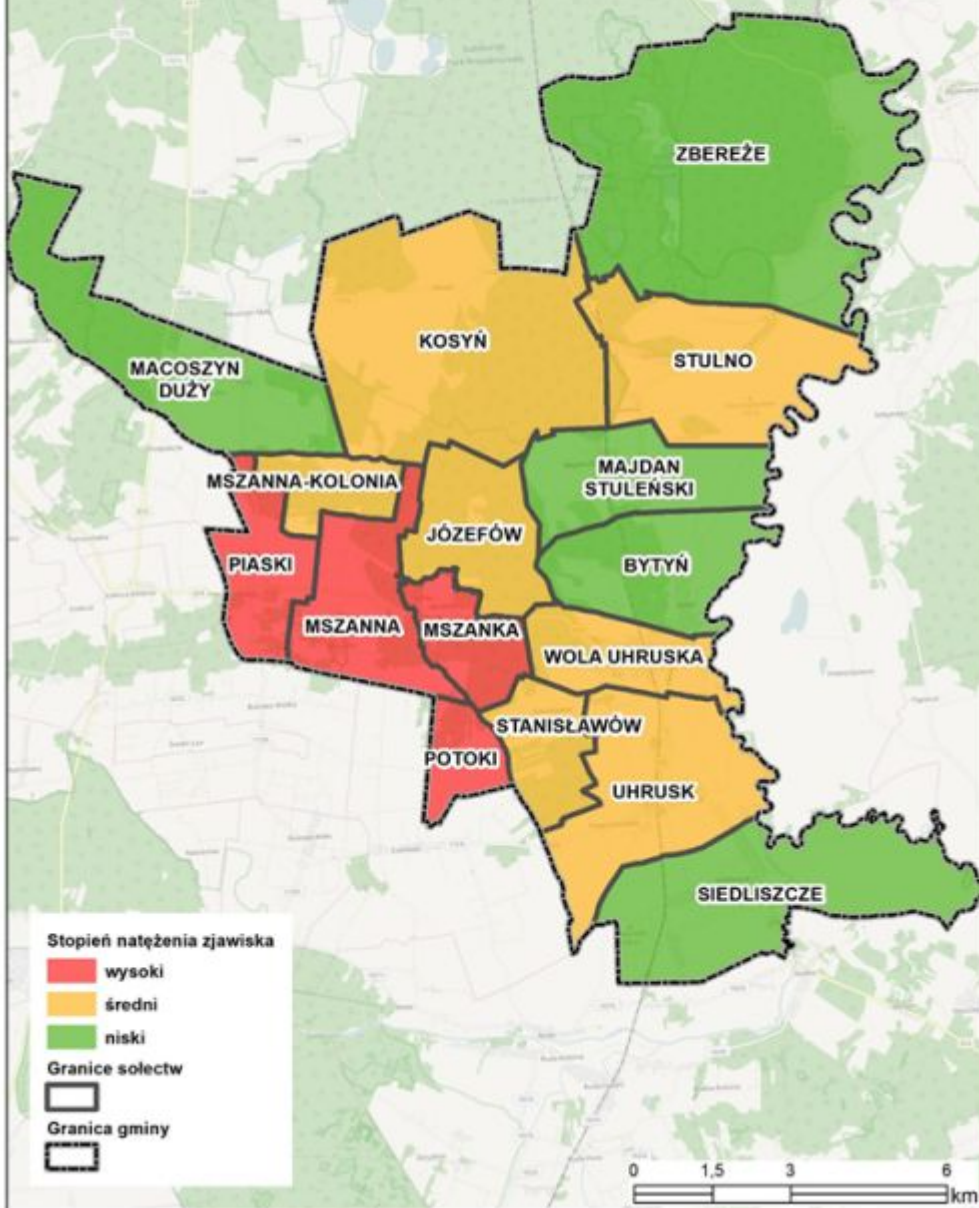 ZBEREŻE
KOSYŃ
STULNO
MACOSZYN
DUŻY
MAJDAN
STULEŃSKI
MSZANNA-KOLONIA
JÓZEFÓW
PIASKI
BYTYŃ
MSZANNA
MSZANKA
WOLA UHRUSKA
STANISŁAWÓW
POTOKI
UHRUSK
SIEDLISZCZE
Stopień natężenia zjawiska
wysoki
średni
niski
Granice sołectw
Granica gminy
0 1,5 3 6
km